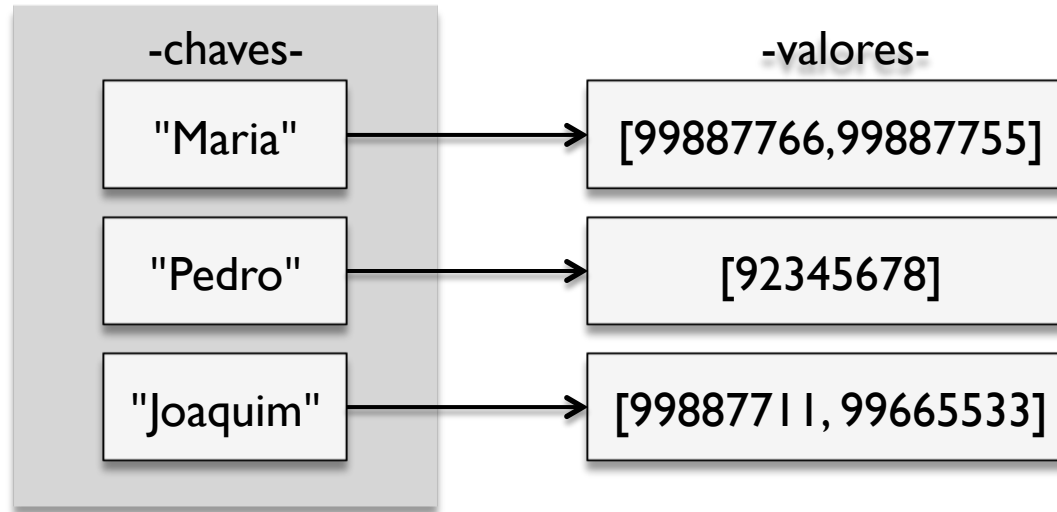 -chaves- -valores-
"Maria" [99887766,99887755]
"Pedro" [92345678]
"Joaquim" [99887711, 99665533]